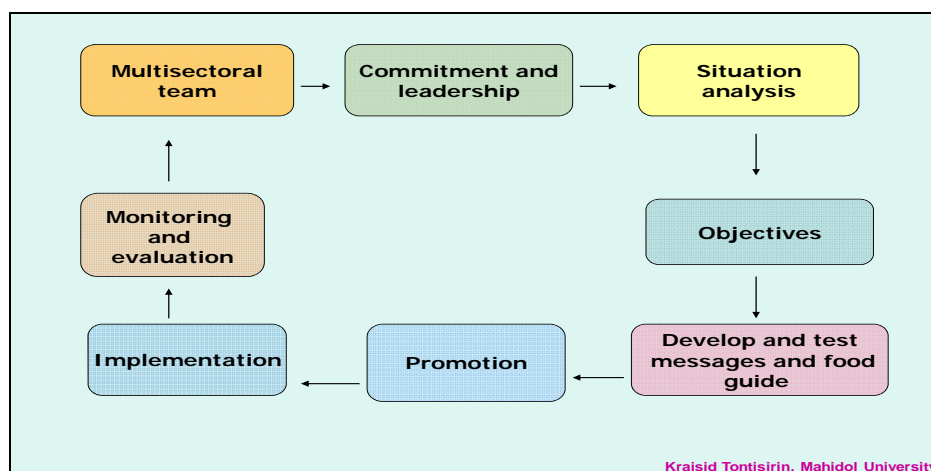 Multisectoral
team
Commitment and
leadership
Situation
analysis
Objectives
Develop and test
messages and food
guide
Promotion
Implementation
Monitoring
and
evaluation
Kraisid Tontisirin, Mahidol University